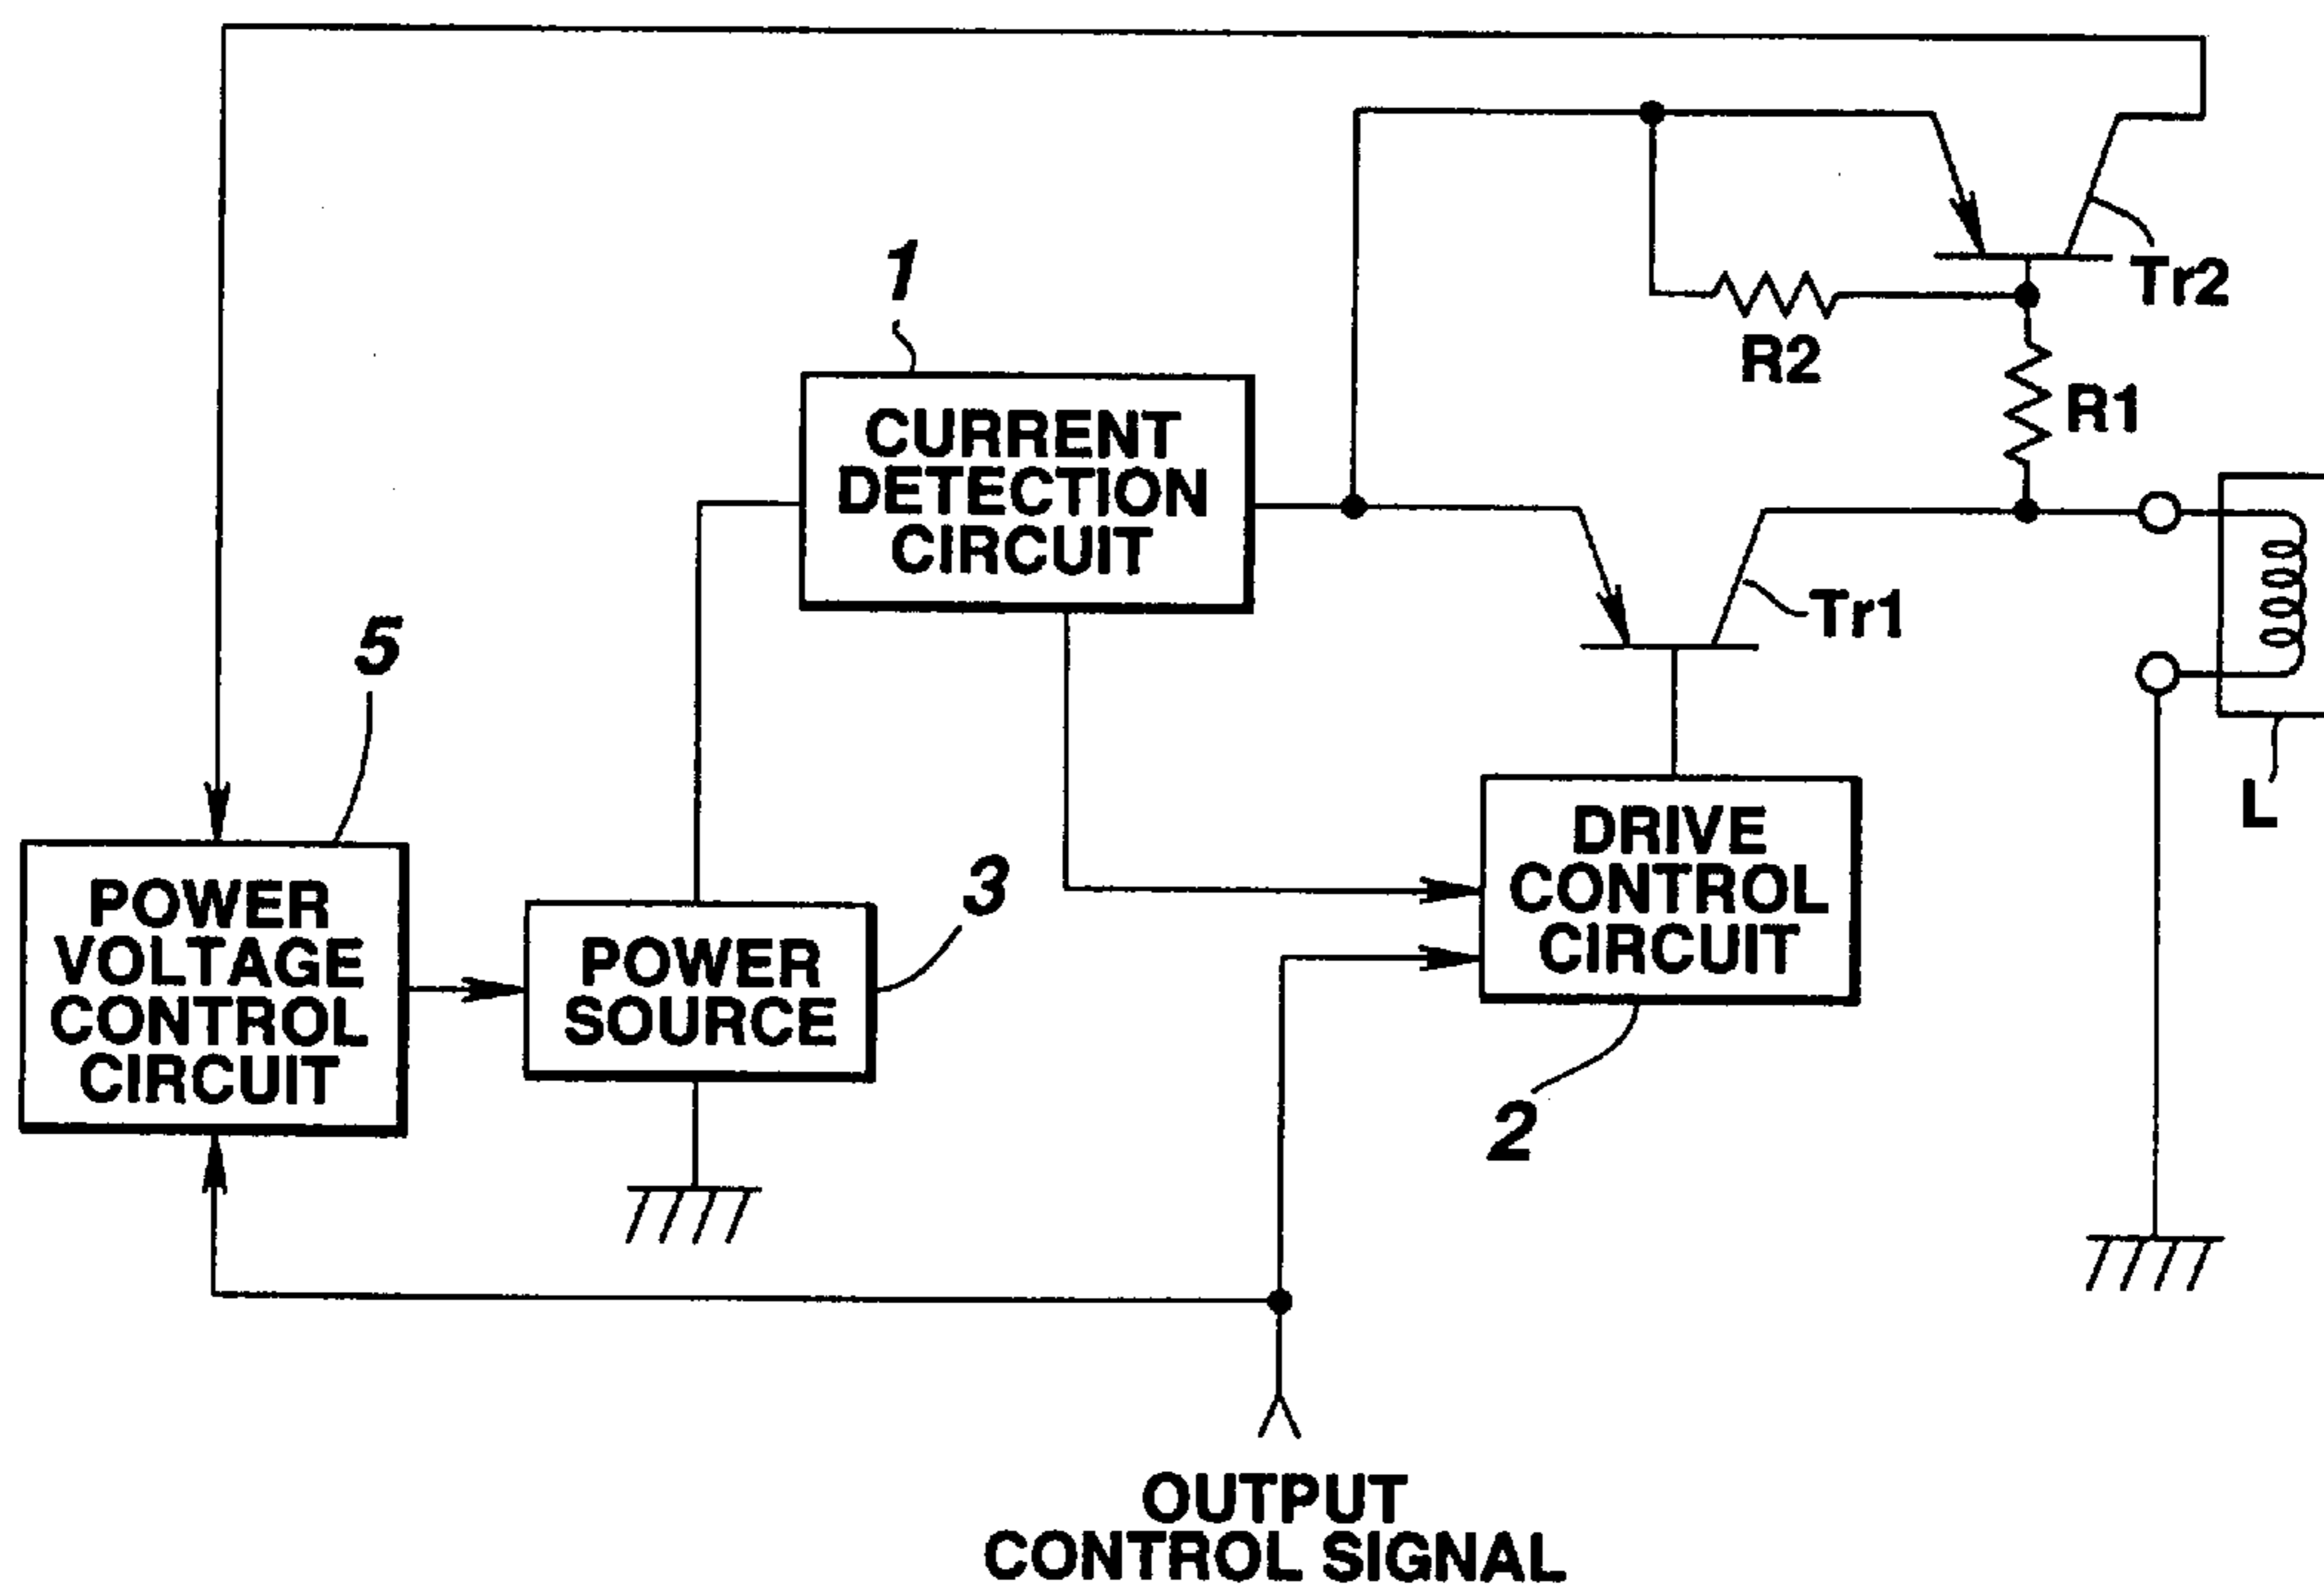 1
CURRENT
DETECTION
CIRCUIT
Tr2
R2
R1
Tr1
L
5
POWER
VOLTAGE
CONTROL
CIRCUIT
3
POWER
SOURCE
DRIVE
CONTROL
CIRCUIT
2
OUTPUT
CONTROL SIGNAL